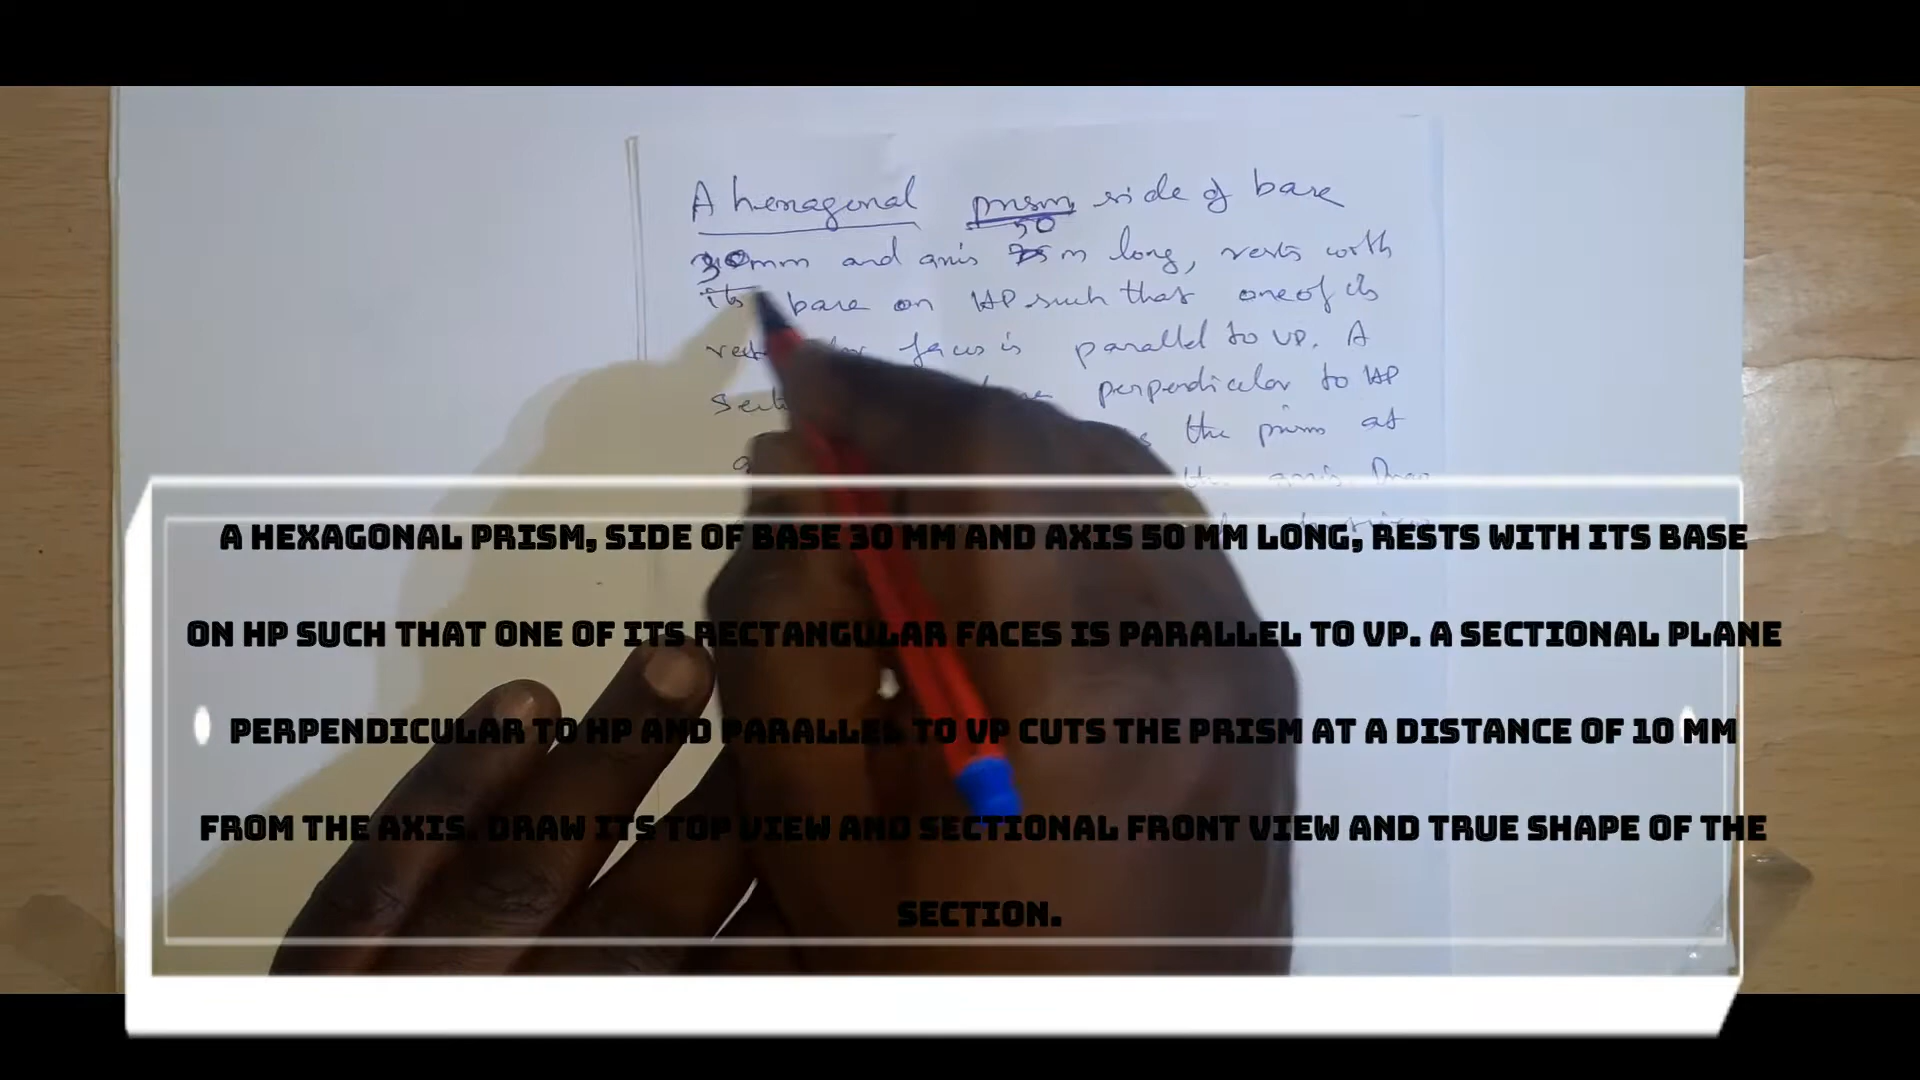 A hexagonal prism side of base
50
30mm and axis 75m long, rests with
its base on HP such that one of its
faces is parallel to VP. A
perpendicular to HP
the prism at
the axis. Draw
A HEXAGONAL PRISM, SIDE OF BASE 30 MM AND AXIS 50 MM LONG, RESTS WITH ITS BASE
ON HP SUCH THAT ONE OF ITS RECTANGULAR FACES IS PARALLEL TO VP. A SECTIONAL PLANE
PERPENDICULAR TO HP AND PARALLEL TO VP CUTS THE PRISM AT A DISTANCE OF 10 MM
FROM THE AXIS. DRAW ITS TOP VIEW AND SECTIONAL FRONT VIEW AND TRUE SHAPE OF THE
SECTION.